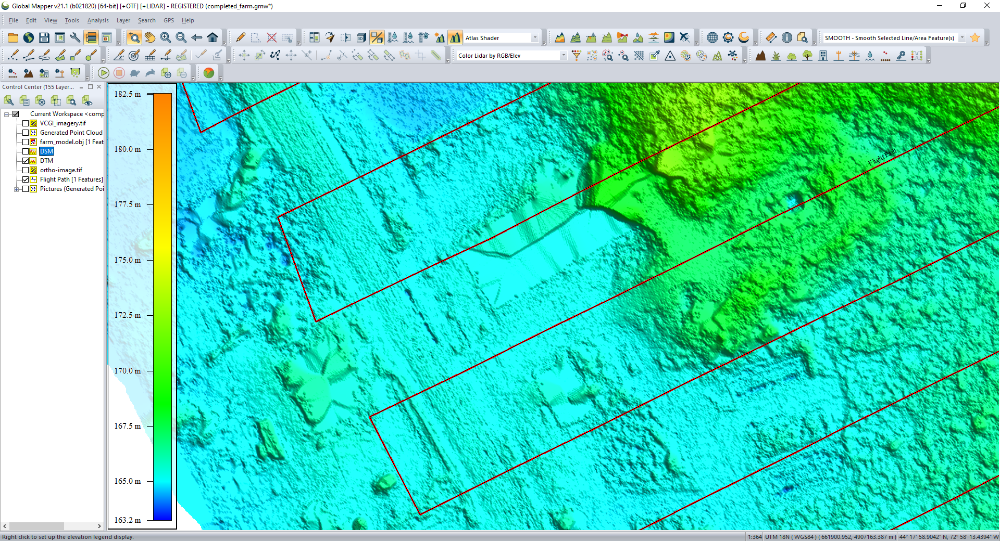 Global Mapper v21.1 (b021820) [64-bit] [+OTF] [+LIDAR] - REGISTERED (completed_farm.gmw*)
File Edit View Tools Analysis Layer Search GPS Help
Atlas Shader
SMOOTH - Smooth Selected Line/Area Feature(s)
Color Lidar by RGB/Elev
Control Center (155 Layer...
Current Workspace <comp
VCGI_imagery.tif
Generated Point Cloud
farm_model.obj [1 Feat
DSM
DTM
ortho-image.tif
Flight Path [1 Features]
Pictures (Generated Poi
182.5 m
180.0 m
177.5 m
175.0 m
172.5 m
170.0 m
167.5 m
165.0 m
163.2 m
Flight Path
Right click to set up the elevation legend display.
1:364 UTM 18N ( WGS84 ) ( 661900.952, 4907163.387 m ) 44° 17' 58.9042" N, 72° 58' 13.4394" W